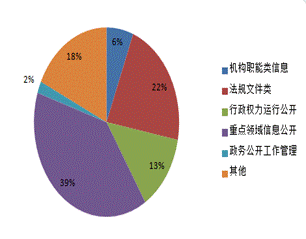 6%
22%
13%
39%
2%
18%
机构职能类信息
法规文件类
行政权力运行公开
重点领域信息公开
政务公开工作管理
其他